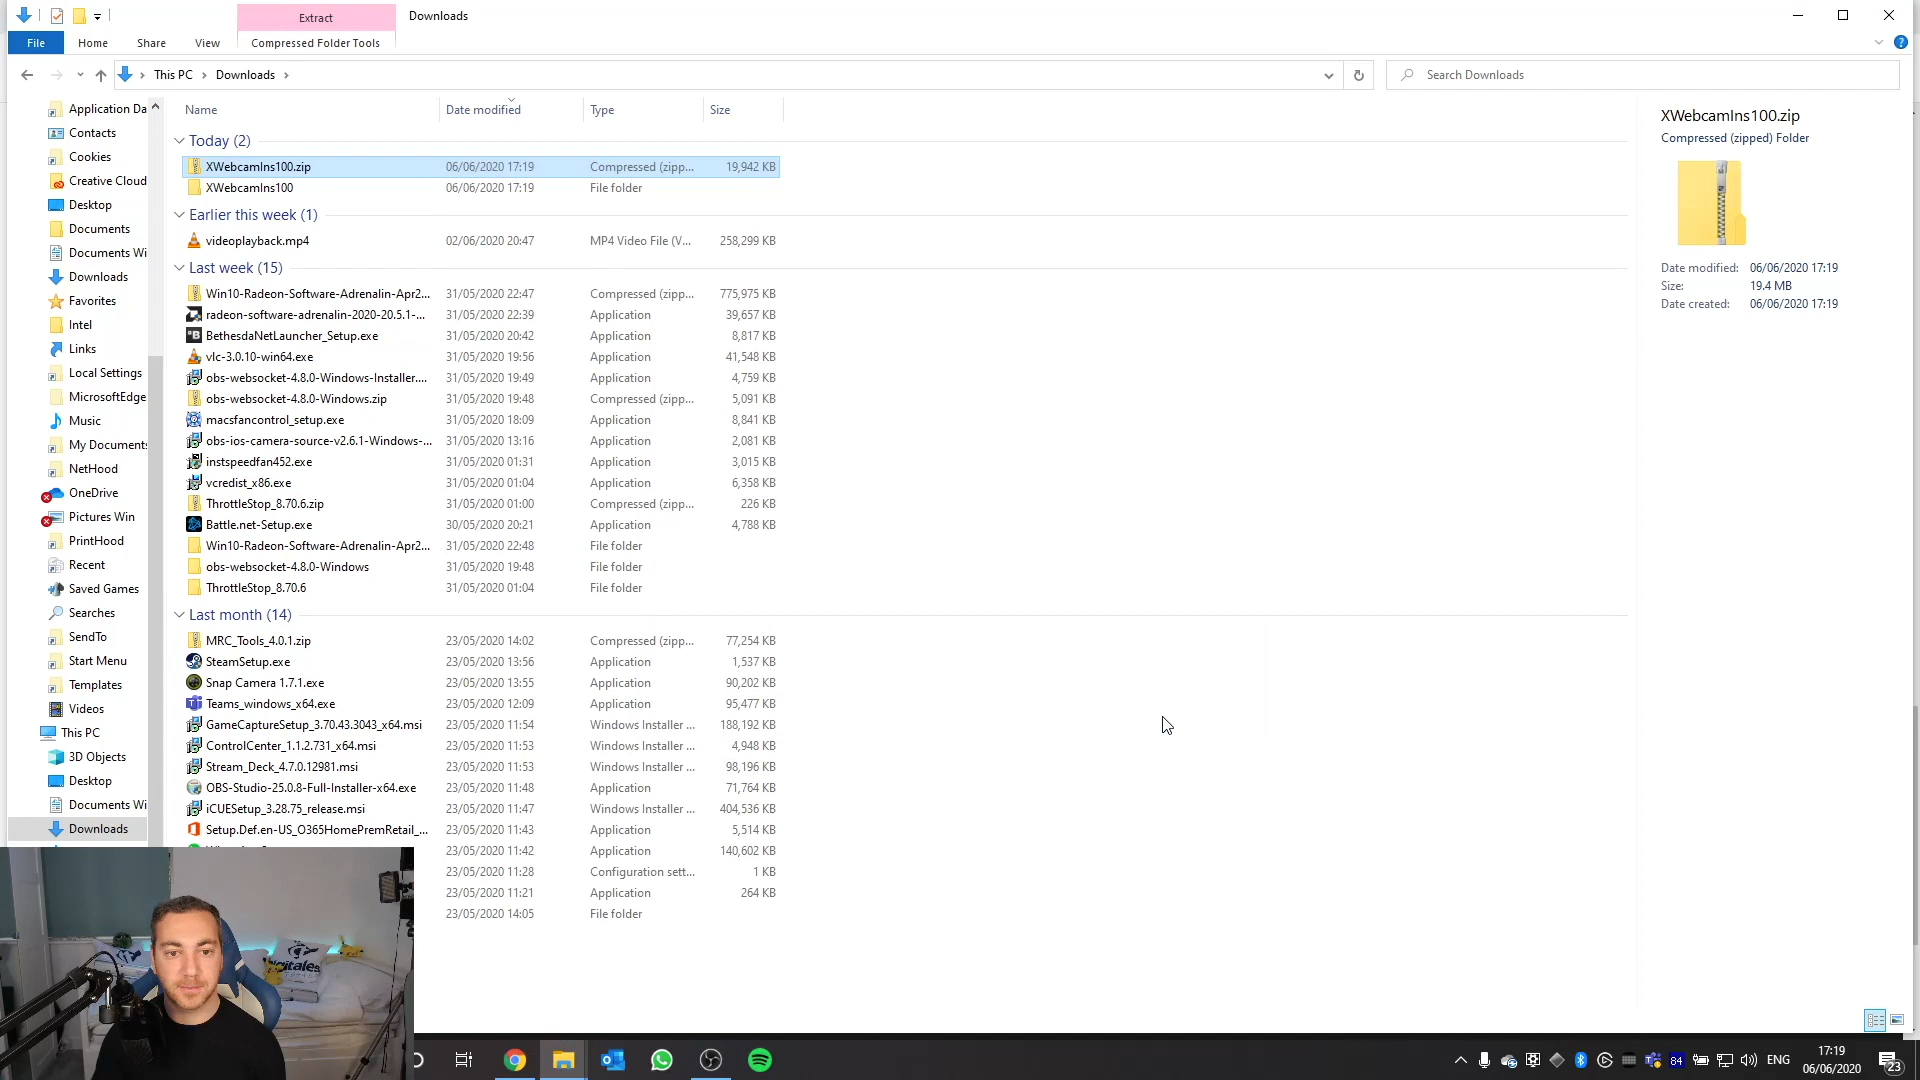 Extract
Downloads
File
Home
Share
View
Compressed Folder Tools
This PC
Downloads
Search Downloads
Name
Date modified
Type
Size
Today (2)
XWebcamIns100.zip 06/06/2020 17:19 Compressed (zipp... 19,942 KB
XWebcamIns100 06/06/2020 17:19 File folder
Earlier this week (1)
videoplayback.mp4 02/06/2020 20:47 MP4 Video File (V... 258,299 KB
Last week (15)
Win10-Radeon-Software-Adrenalin-Apr2... 31/05/2020 22:47 Compressed (zipp... 775,975 KB
radeon-software-adrenalin-2020-20.5.1-... 31/05/2020 22:39 Application 39,657 KB
BethesdaNetLauncher_Setup.exe 31/05/2020 20:42 Application 8,817 KB
vlc-3.0.10-win64.exe 31/05/2020 19:56 Application 41,548 KB
obs-websocket-4.8.0-Windows-Installer.... 31/05/2020 19:49 Application 4,759 KB
obs-websocket-4.8.0-Windows.zip 31/05/2020 19:48 Compressed (zipp... 5,091 KB
macsfancontrol_setup.exe 31/05/2020 18:09 Application 8,841 KB
obs-ios-camera-source-v2.6.1-Windows-... 31/05/2020 13:16 Application 2,081 KB
instspeedfan452.exe 31/05/2020 01:31 Application 3,015 KB
vcredist_x86.exe 31/05/2020 01:04 Application 6,358 KB
ThrottleStop_8.70.6.zip 31/05/2020 01:00 Compressed (zipp... 226 KB
Battle.net-Setup.exe 30/05/2020 20:21 Application 4,788 KB
Win10-Radeon-Software-Adrenalin-Apr2... 31/05/2020 22:48 File folder
obs-websocket-4.8.0-Windows 31/05/2020 19:48 File folder
ThrottleStop_8.70.6 31/05/2020 01:04 File folder
Last month (14)
MRC_Tools_4.0.1.zip 23/05/2020 14:02 Compressed (zipp... 77,254 KB
SteamSetup.exe 23/05/2020 13:56 Application 1,537 KB
Snap Camera 1.7.1.exe 23/05/2020 13:55 Application 90,202 KB
Teams_windows_x64.exe 23/05/2020 12:09 Application 95,477 KB
GameCaptureSetup_3.70.43.3043_x64.msi 23/05/2020 11:54 Windows Installer ... 188,192 KB
ControlCenter_1.1.2.731_x64.msi 23/05/2020 11:53 Windows Installer ... 4,948 KB
Stream_Deck_4.7.0.12981.msi 23/05/2020 11:53 Windows Installer ... 98,196 KB
OBS-Studio-25.0.8-Full-Installer-x64.exe 23/05/2020 11:48 Application 71,764 KB
iCUESetup_3.28.75_release.msi 23/05/2020 11:47 Windows Installer ... 404,536 KB
Setup.Def.en-US_O365HomePremRetail_... 23/05/2020 11:43 Application 5,514 KB
23/05/2020 11:42 Application 140,602 KB
23/05/2020 11:28 Configuration sett... 1 KB
23/05/2020 11:21 Application 264 KB
23/05/2020 14:05 File folder
Application Da
Contacts
Cookies
Creative Cloud
Desktop
Documents
Documents Wi
Downloads
Favorites
Intel
Links
Local Settings
MicrosoftEdge
Music
My Documents
NetHood
OneDrive
Pictures Win
PrintHood
Recent
Saved Games
Searches
SendTo
Start Menu
Templates
Videos
This PC
3D Objects
Desktop
Documents Wi
Downloads
XWebcamIns100.zip
Compressed (zipped) Folder
Date modified: 06/06/2020 17:19
Size: 19.4 MB
Date created: 06/06/2020 17:19
84
ENG
17:19
06/06/2020
23